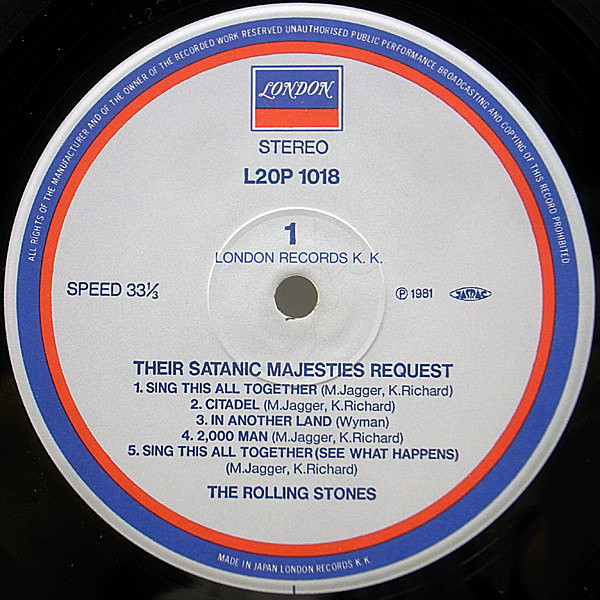 ALL RIGHTS OF THE MANUFACTURER AND OF THE OWNER OF THE RECORDED WORK RESERVED UNAUTHORISED PUBLIC PERFORMANCE BROADCASTING AND COPYING OF THIS RECORD PROHIBITED
LONDON
STEREO
L20P 1018
1
LONDON RECORDS K. K.
SPEED 33⅓
℗ 1981 JASRAC
THEIR SATANIC MAJESTIES REQUEST
1. SING THIS ALL TOGETHER (M.Jagger, K.Richard)
2. CITADEL (M.Jagger, K.Richard)
3. IN ANOTHER LAND (Wyman)
4. 2,000 MAN (M.Jagger, K.Richard)
5. SING THIS ALL TOGETHER (SEE WHAT HAPPENS)
(M.Jagger, K.Richard)
THE ROLLING STONES
MADE IN JAPAN LONDON RECORDS K K